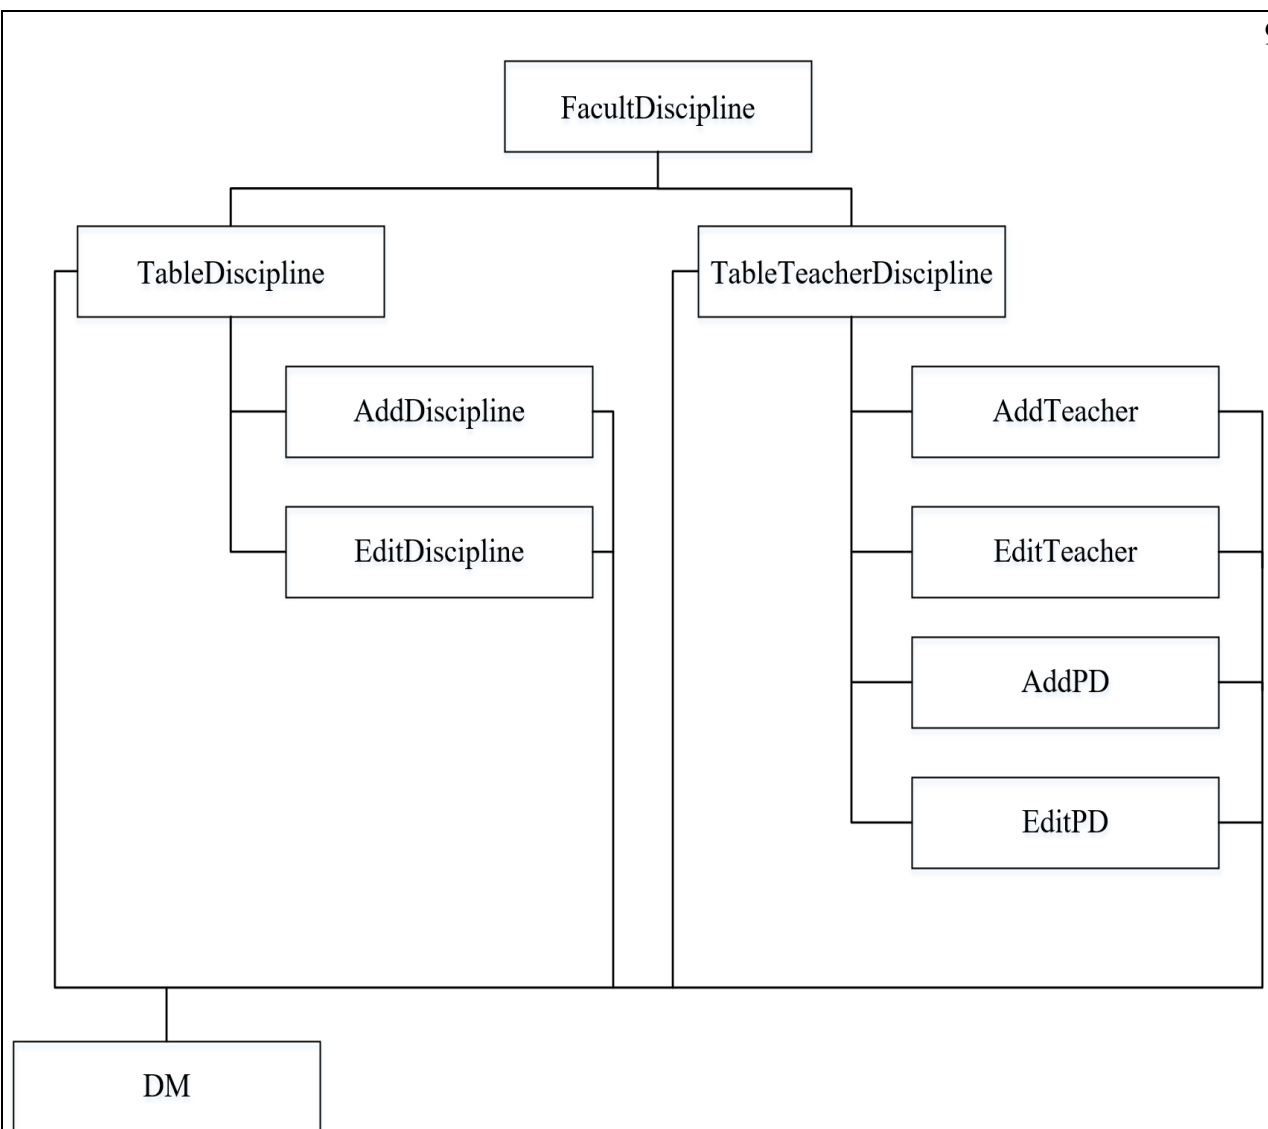 FacultDiscipline
TableDiscipline
TableTeacherDiscipline
AddDiscipline
AddTeacher
EditDiscipline
EditTeacher
AddPD
EditPD
DM